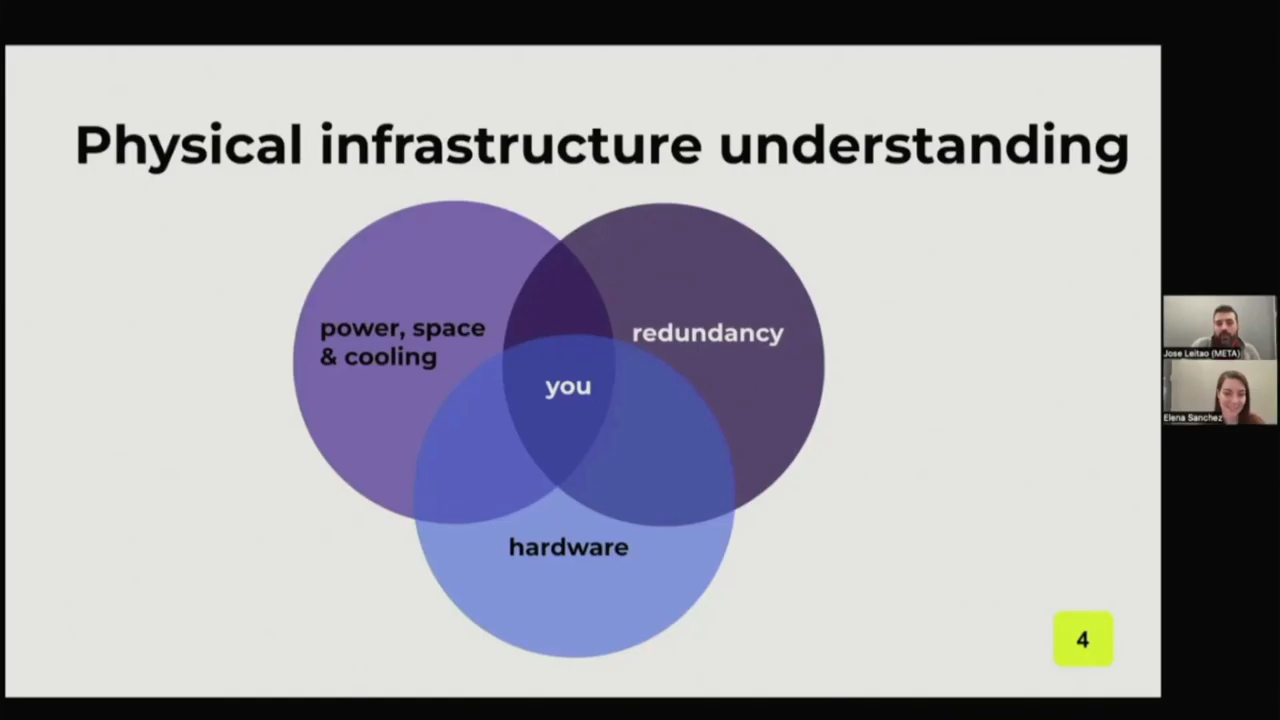 Physical infrastructure understanding
power, space
& cooling
redundancy
you
hardware
4
Jose Leitao (META)
Elena Sanchez